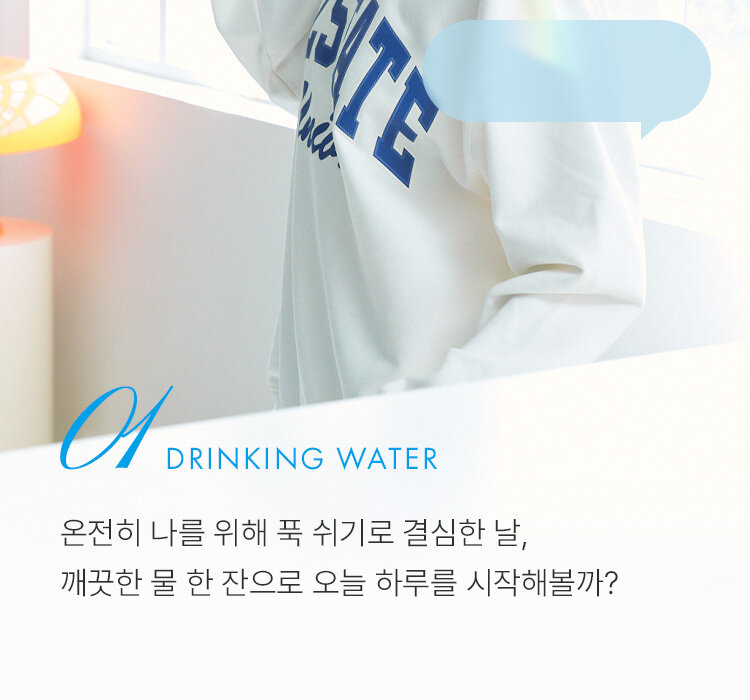 01 DRINKING WATER
온전히 나를 위해 푹 쉬기로 결심한 날,
깨끗한 물 한 잔으로 오늘 하루를 시작해볼까?